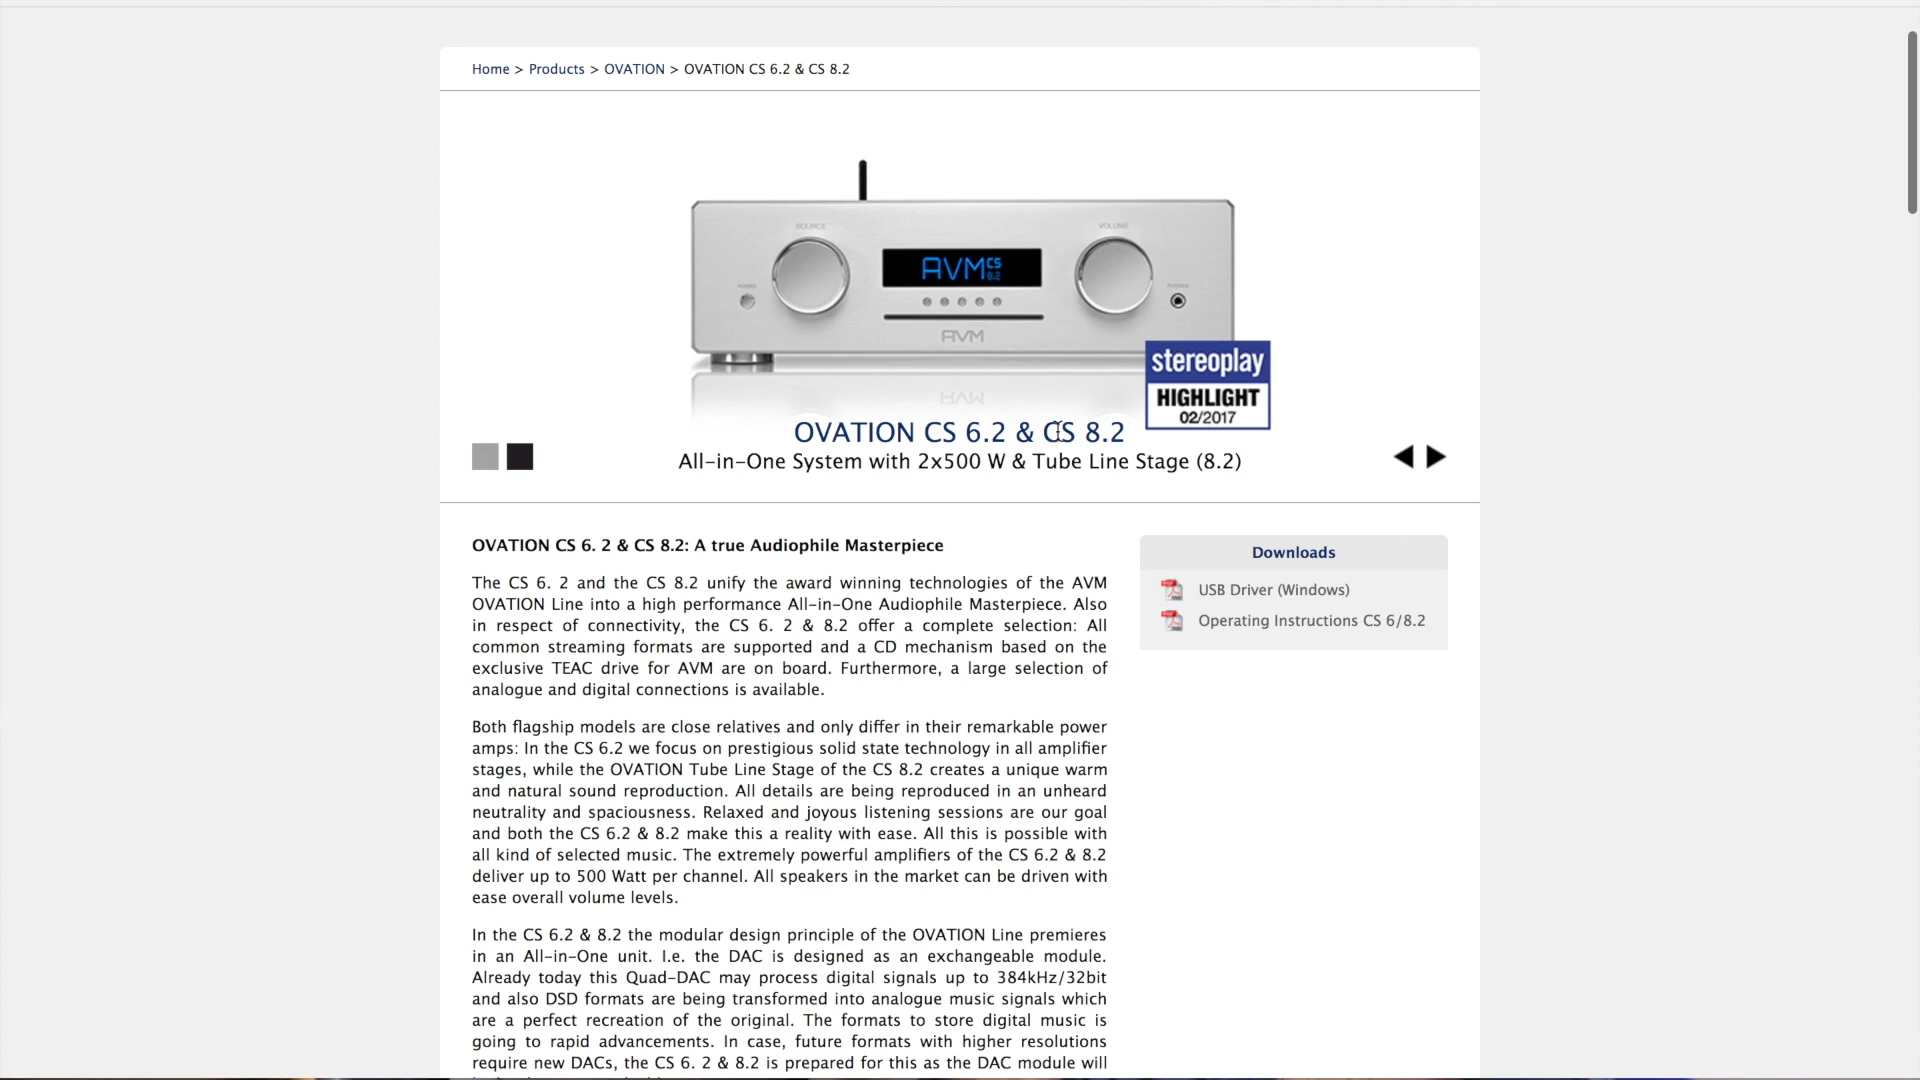 Home > Products > OVATION > OVATION CS 6.2 & CS 8.2
SOURCE
VOLUME
AVM CS 8.2
POWER
PHONES
AVM
stereoplay
HIGHLIGHT
02/2017
OVATION CS 6.2 & CS 8.2
All-in-One System with 2x500 W & Tube Line Stage (8.2)
OVATION CS 6. 2 & CS 8.2: A true Audiophile Masterpiece
The CS 6. 2 and the CS 8.2 unify the award winning technologies of the AVM
OVATION Line into a high performance All-in-One Audiophile Masterpiece. Also
in respect of connectivity, the CS 6. 2 & 8.2 offer a complete selection: All
common streaming formats are supported and a CD mechanism based on the
exclusive TEAC drive for AVM are on board. Furthermore, a large selection of
analogue and digital connections is available.
Both flagship models are close relatives and only differ in their remarkable power
amps: In the CS 6.2 we focus on prestigious solid state technology in all amplifier
stages, while the OVATION Tube Line Stage of the CS 8.2 creates a unique warm
and natural sound reproduction. All details are being reproduced in an unheard
neutrality and spaciousness. Relaxed and joyous listening sessions are our goal
and both the CS 6.2 & 8.2 make this a reality with ease. All this is possible with
all kind of selected music. The extremely powerful amplifiers of the CS 6.2 & 8.2
deliver up to 500 Watt per channel. All speakers in the market can be driven with
ease overall volume levels.
In the CS 6.2 & 8.2 the modular design principle of the OVATION Line premieres
in an All-in-One unit. I.e. the DAC is designed as an exchangeable module.
Already today this Quad-DAC may process digital signals up to 384kHz/32bit
and also DSD formats are being transformed into analogue music signals which
are a perfect recreation of the original. The formats to store digital music is
going to rapid advancements. In case, future formats with higher resolutions
require new DACs, the CS 6. 2 & 8.2 is prepared for this as the DAC module will
Downloads
USB Driver (Windows)
Operating Instructions CS 6/8.2